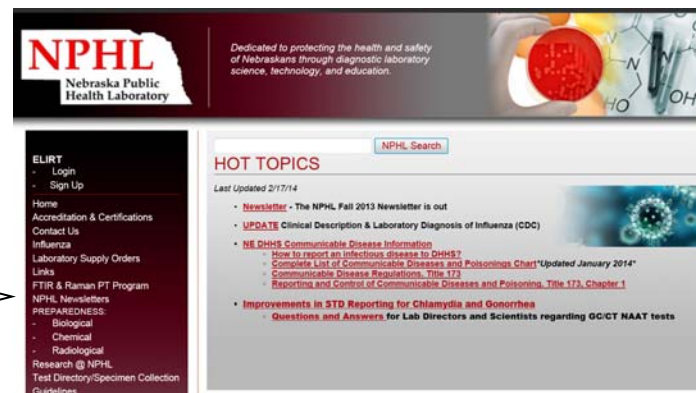 NPHL
Nebraska Public
Health Laboratory
Dedicated to protecting the health and safety
of Nebraskans through diagnostic laboratory
science, technology, and education.
N
N
HO
OH
ELIRT
- Login
- Sign Up
Home
Accreditation & Certifications
Contact Us
Influenza
Laboratory Supply Orders
Links
FTIR & Raman PT Program
NPHL Newsletters
PREPAREDNESS:
- Biological
- Chemical
- Radiological
Research @ NPHL
Test Directory/Specimen Collection
Guidelines
NPHL Search
HOT TOPICS
Last Updated 2/17/14
• Newsletter - The NPHL Fall 2013 Newsletter is out
• UPDATE Clinical Description & Laboratory Diagnosis of Influenza (CDC)
• NE DHHS Communicable Disease Information
◦ How to report an infectious disease to DHHS?
◦ Complete List of Communicable Diseases and Poisonings Chart*Updated January 2014*
◦ Communicable Disease Regulations, Title 173
◦ Reporting and Control of Communicable Diseases and Poisoning, Title 173, Chapter 1
• Improvements in STD Reporting for Chlamydia and Gonorrhea
◦ Questions and Answers for Lab Directors and Scientists regarding GC/CT NAAT tests